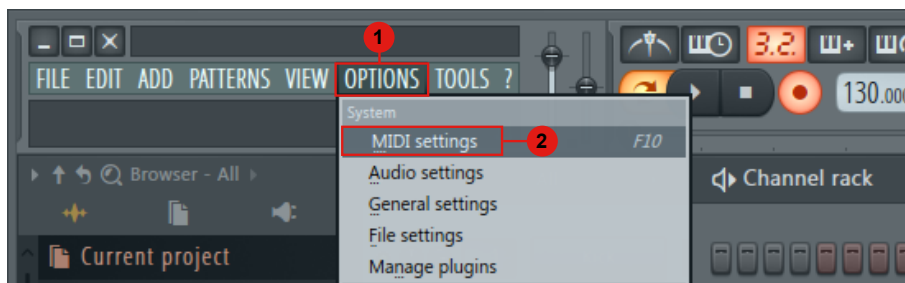 1
3.2.
FILE EDIT ADD PATTERNS VIEW OPTIONS TOOLS ?
130.000
System
MIDI settings 2 F10
Audio settings
General settings
File settings
Manage plugins
Browser - All
Current project
Channel rack